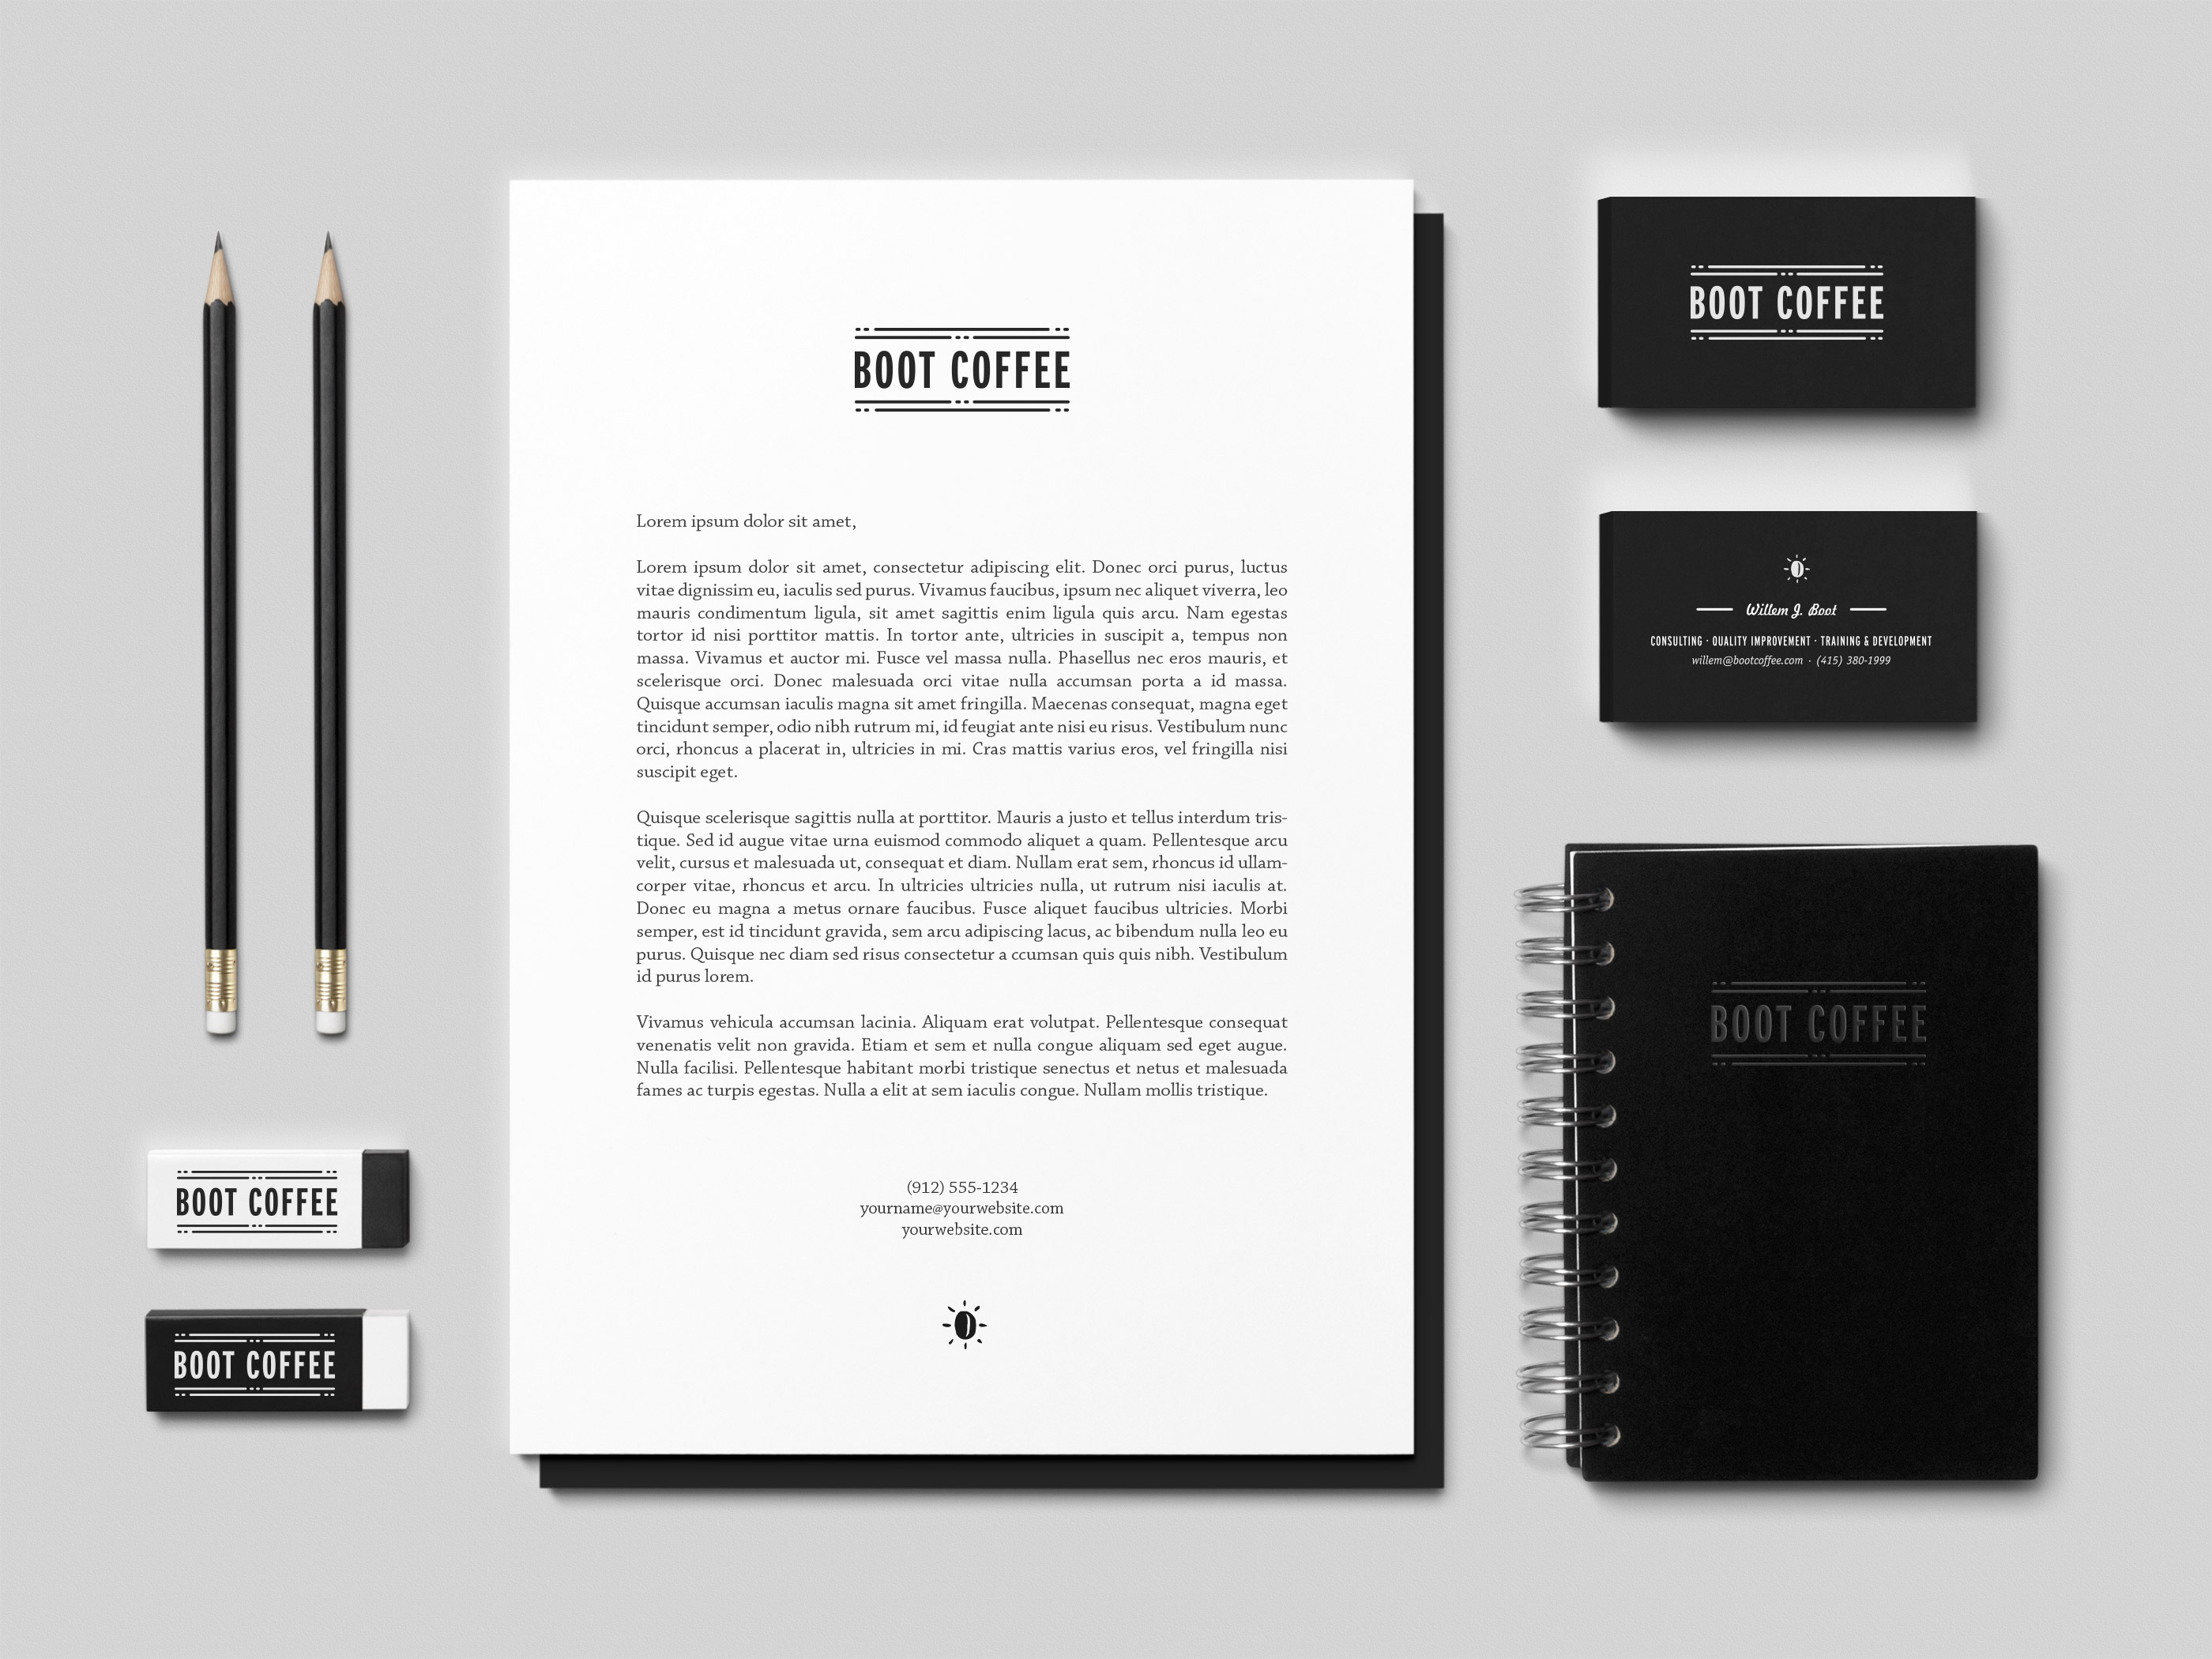 BOOT COFFEE
Lorem ipsum dolor sit amet,
Lorem ipsum dolor sit amet, consectetur adipiscing elit. Donec orci purus, luctus
vitae dignissim eu, iaculis sed purus. Vivamus faucibus, ipsum nec aliquet viverra, leo
mauris condimentum ligula, sit amet sagittis enim ligula quis arcu. Nam egestas
tortor id nisi porttitor mattis. In tortor ante, ultricies in suscipit a, tempus non
massa. Vivamus et auctor mi. Fusce vel massa nulla. Phasellus nec eros mauris, et
scelerisque orci. Donec malesuada orci vitae nulla accumsan porta a id massa.
Quisque accumsan iaculis magna sit amet fringilla. Maecenas consequat, magna eget
tincidunt semper, odio nibh rutrum mi, id feugiat ante nisi eu risus. Vestibulum nunc
orci, rhoncus a placerat in, ultricies in mi. Cras mattis varius eros, vel fringilla nisi
suscipit eget.
Quisque scelerisque sagittis nulla at porttitor. Mauris a justo et tellus interdum tris-
tique. Sed id augue vitae urna euismod commodo aliquet a quam. Pellentesque arcu
velit, cursus et malesuada ut, consequat et diam. Nullam erat sem, rhoncus id ullam-
corper vitae, rhoncus et arcu. In ultricies ultricies nulla, ut rutrum nisi iaculis at.
Donec eu magna a metus ornare faucibus. Fusce aliquet faucibus ultricies. Morbi
semper, est id tincidunt gravida, sem arcu adipiscing lacus, ac bibendum nulla leo eu
purus. Quisque nec diam sed risus consectetur a ccumsan quis quis nibh. Vestibulum
id purus lorem.
Vivamus vehicula accumsan lacinia. Aliquam erat volutpat. Pellentesque consequat
venenatis velit non gravida. Etiam et sem et nulla congue aliquam sed eget augue.
Nulla facilisi. Pellentesque habitant morbi tristique senectus et netus et malesuada
fames ac turpis egestas. Nulla a elit at sem iaculis congue. Nullam mollis tristique.
(912) 555-1234
yourname@yourwebsite.com
yourwebsite.com
BOOT COFFEE
BOOT COFFEE
BOOT COFFEE
Willem J. Boot
CONSULTING · QUALITY IMPROVEMENT · TRAINING & DEVELOPMENT
willem@bootcoffee.com · (415) 380-1999
BOOT COFFEE